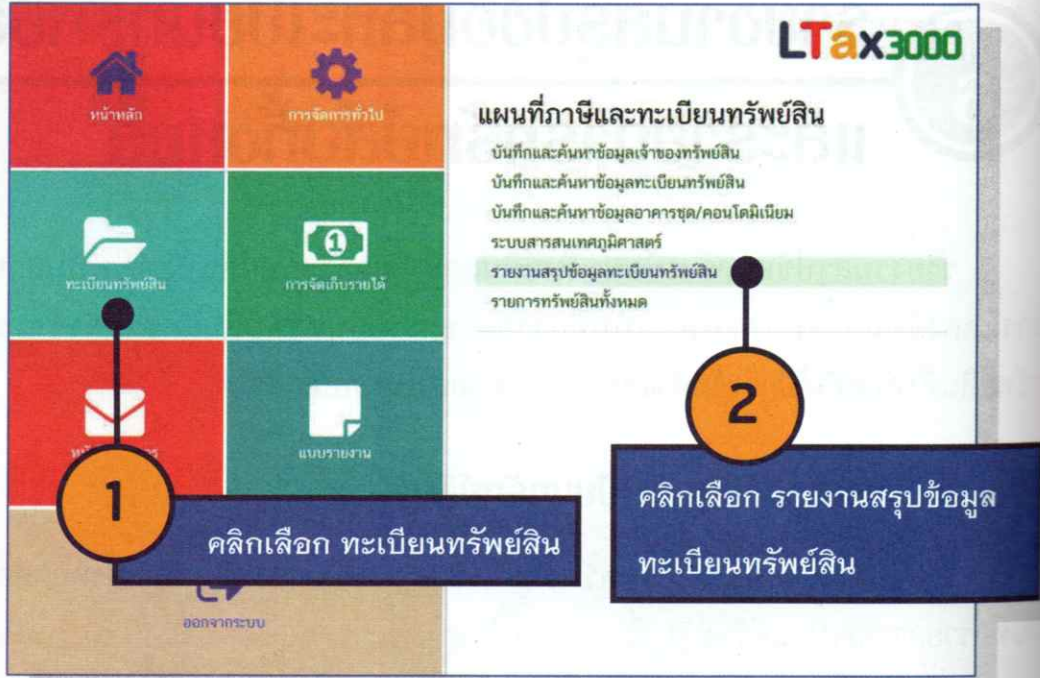 LTax3000
หน้าหลัก
การจัดการทั่วไป
ทะเบียนทรัพย์สิน
การจัดเก็บรายได้
แบบรายงาน
ออกจากระบบ
แผนที่ภาษีและทะเบียนทรัพย์สิน
บันทึกและค้นหาข้อมูลเจ้าของทรัพย์สิน
บันทึกและค้นหาข้อมูลทะเบียนทรัพย์สิน
บันทึกและค้นหาข้อมูลอาคารชุด/คอนโดมิเนียม
ระบบสารสนเทศภูมิศาสตร์
รายงานสรุปข้อมูลทะเบียนทรัพย์สิน
รายการทรัพย์สินทั้งหมด
1
คลิกเลือก ทะเบียนทรัพย์สิน
2
คลิกเลือก รายงานสรุปข้อมูล
ทะเบียนทรัพย์สิน